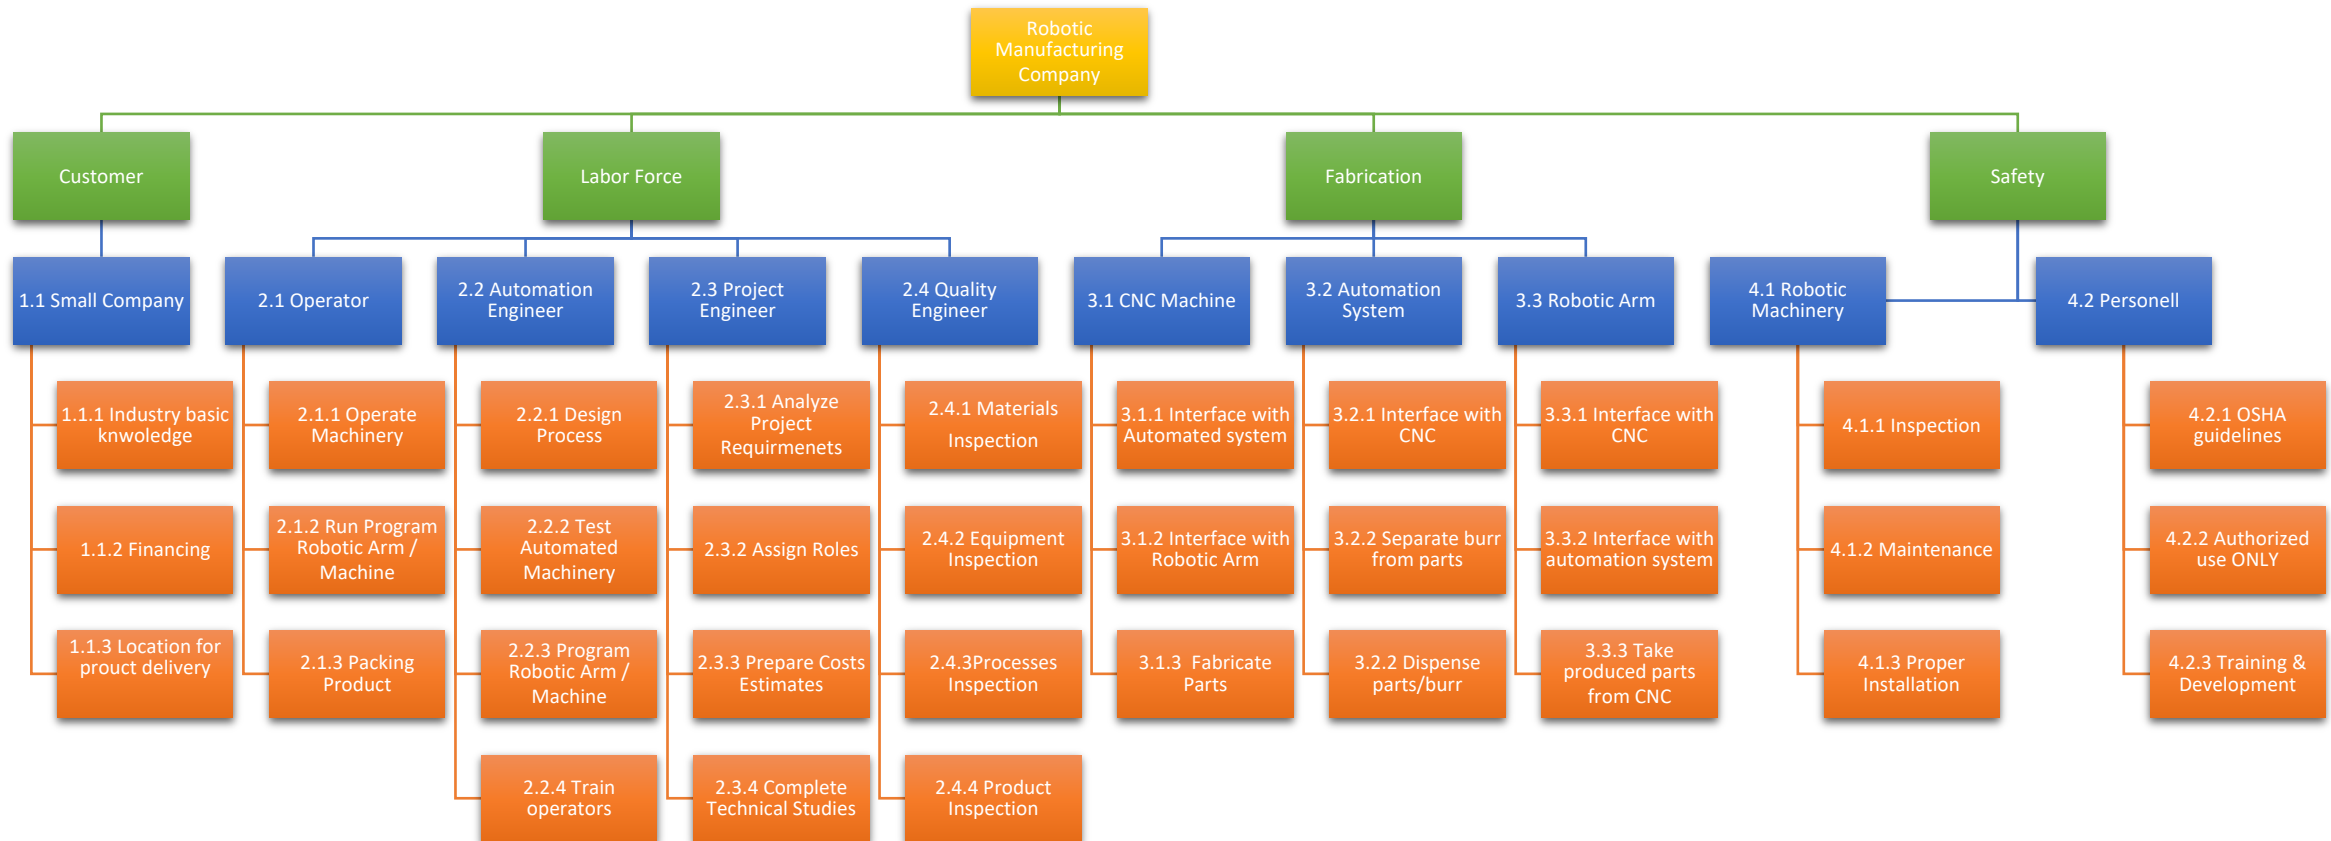 Robotic
Manufacturing
Company
Customer
Labor Force
Fabrication
Safety
1.1 Small Company
2.1 Operator
2.2 Automation
Engineer
2.3 Project
Engineer
2.4 Quality
Engineer
3.1 CNC Machine
3.2 Automation
System
3.3 Robotic Arm
4.1 Robotic
Machinery
4.2 Personell
1.1.1 Industry basic
knwoledge
2.1.1 Operate
Machinery
2.2.1 Design
Process
2.3.1 Analyze
Project
Requirmenets
2.4.1 Materials
Inspection
3.1.1 Interface with
Automated system
3.2.1 Interface with
CNC
3.3.1 Interface with
CNC
4.1.1 Inspection
4.2.1 OSHA
guidelines
1.1.2 Financing
2.1.2 Run Program
Robotic Arm /
Machine
2.2.2 Test
Automated
Machinery
2.3.2 Assign Roles
2.4.2 Equipment
Inspection
3.1.2 Interface with
Robotic Arm
3.2.2 Separate burr
from parts
3.3.2 Interface with
automation system
4.1.2 Maintenance
4.2.2 Authorized
use ONLY
1.1.3 Location for
prouct delivery
2.1.3 Packing
Product
2.2.3 Program
Robotic Arm /
Machine
2.3.3 Prepare Costs
Estimates
2.4.3Processes
Inspection
3.1.3 Fabricate
Parts
3.2.2 Dispense
parts/burr
3.3.3 Take
produced parts
from CNC
4.1.3 Proper
Installation
4.2.3 Training &
Development
2.2.4 Train
operators
2.3.4 Complete
Technical Studies
2.4.4 Product
Inspection